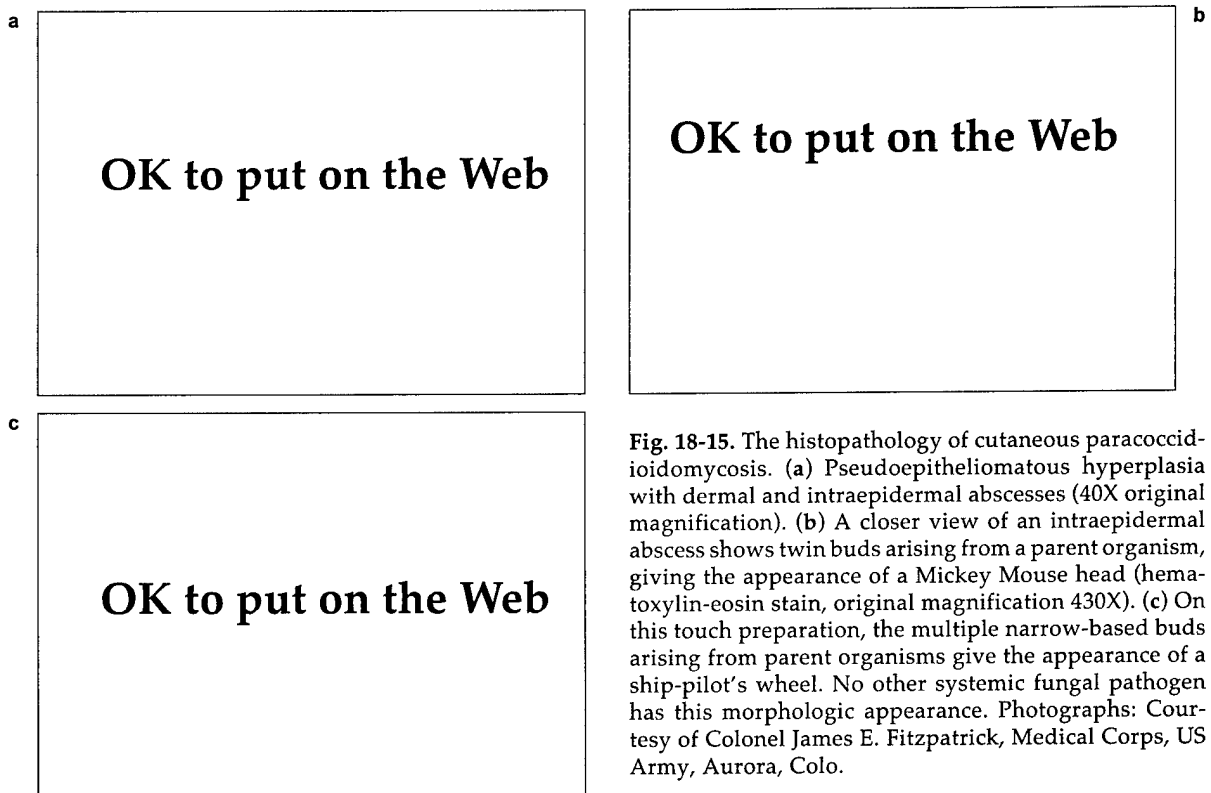 a
OK to put on the Web
b
OK to put on the Web
c
OK to put on the Web
Fig. 18-15. The histopathology of cutaneous paracoccid-
ioidomycosis. (a) Pseudoepitheliomatous hyperplasia
with dermal and intraepidermal abscesses (40X original
magnification). (b) A closer view of an intraepidermal
abscess shows twin buds arising from a parent organism,
giving the appearance of a Mickey Mouse head (hema-
toxylin-eosin stain, original magnification 430X). (c) On
this touch preparation, the multiple narrow-based buds
arising from parent organisms give the appearance of a
ship-pilot's wheel. No other systemic fungal pathogen
has this morphologic appearance. Photographs: Cour-
tesy of Colonel James E. Fitzpatrick, Medical Corps, US
Army, Aurora, Colo.